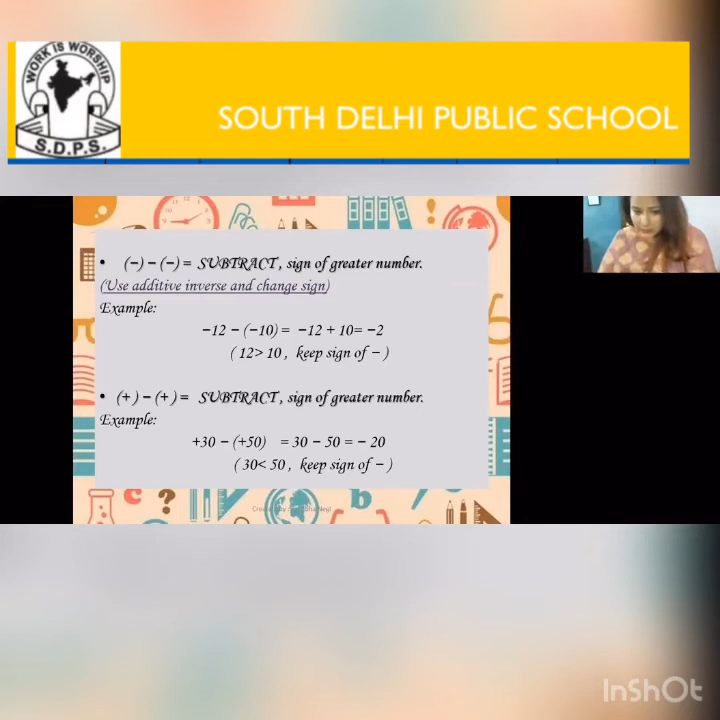 WORK IS WORSHIP
S.D.P.S.
SOUTH DELHI PUBLIC SCHOOL
• (−) − (−) = SUBTRACT, sign of greater number.
(Use additive inverse and change sign)
Example:
−12 − (−10) = −12 + 10= −2
( 12> 10 , keep sign of − )
• (+ ) − (+ ) = SUBTRACT, sign of greater number.
Example:
+30 − (+50) = 30 − 50 = − 20
( 30< 50 , keep sign of − )
c
?
b
Negi
InShOt